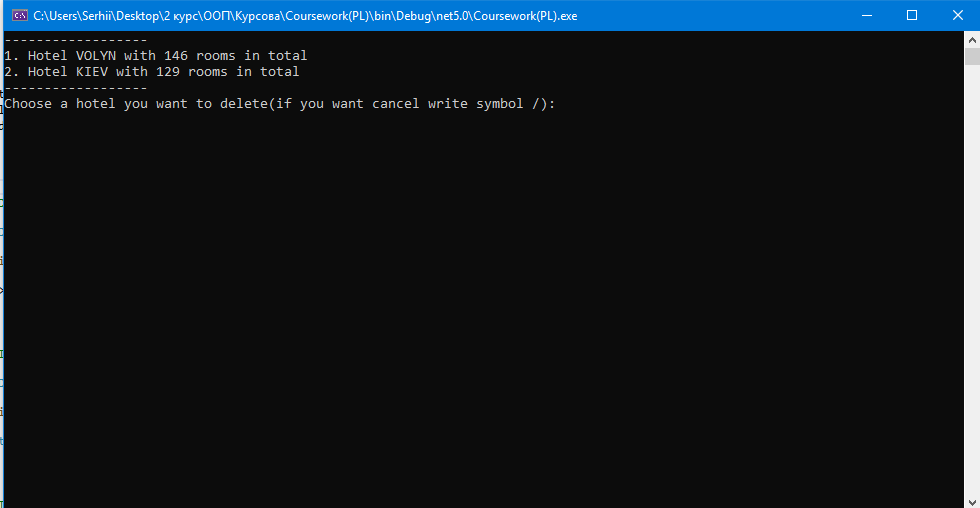 C:\Users\Serhii\Desktop\2 курс\ООП\Курсова\Coursework(PL)\bin\Debug\net5.0\Coursework(PL).exe
------------------
1. Hotel VOLYN with 146 rooms in total
2. Hotel KIEV with 129 rooms in total
------------------
Choose a hotel you want to delete(if you want cancel write symbol /):